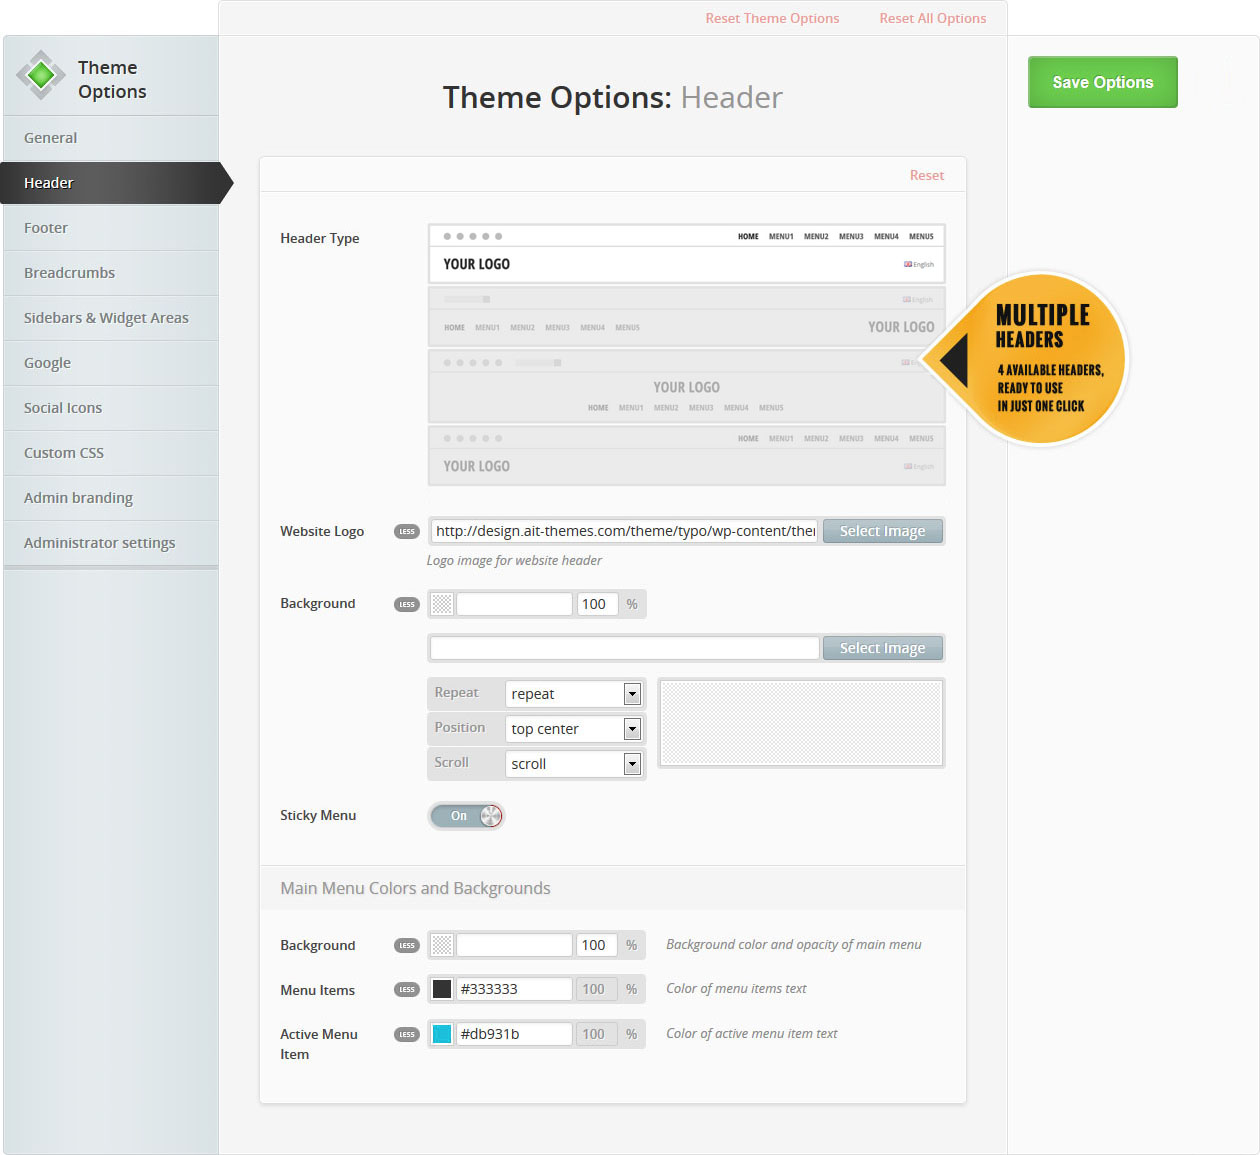 Reset Theme Options Reset All Options
Theme
Options
Save Options
General
Header
Footer
Breadcrumbs
Sidebars & Widget Areas
Google
Social Icons
Custom CSS
Admin branding
Administrator settings
Theme Options: Header
Reset
Header Type
HOME MENU1 MENU2 MENU3 MENU4 MENU5
YOUR LOGO English
English
HOME MENU1 MENU2 MENU3 MENU4 MENU5 YOUR LOGO
YOUR LOGO
HOME MENU1 MENU2 MENU3 MENU4 MENU5
HOME MENU1 MENU2 MENU3 MENU4 MENU5
YOUR LOGO English
MULTIPLE
HEADERS
4 AVAILABLE HEADERS,
READY TO USE
IN JUST ONE CLICK
Website Logo LESS http://design.ait-themes.com/theme/typo/wp-content/the Select Image
Logo image for website header
Background LESS 100 %
Select Image
Repeat repeat
Position top center
Scroll scroll
Sticky Menu On
Main Menu Colors and Backgrounds
Background LESS 100 % Background color and opacity of main menu
Menu Items LESS #333333 100 % Color of menu items text
Active Menu
Item LESS #db931b 100 % Color of active menu item text